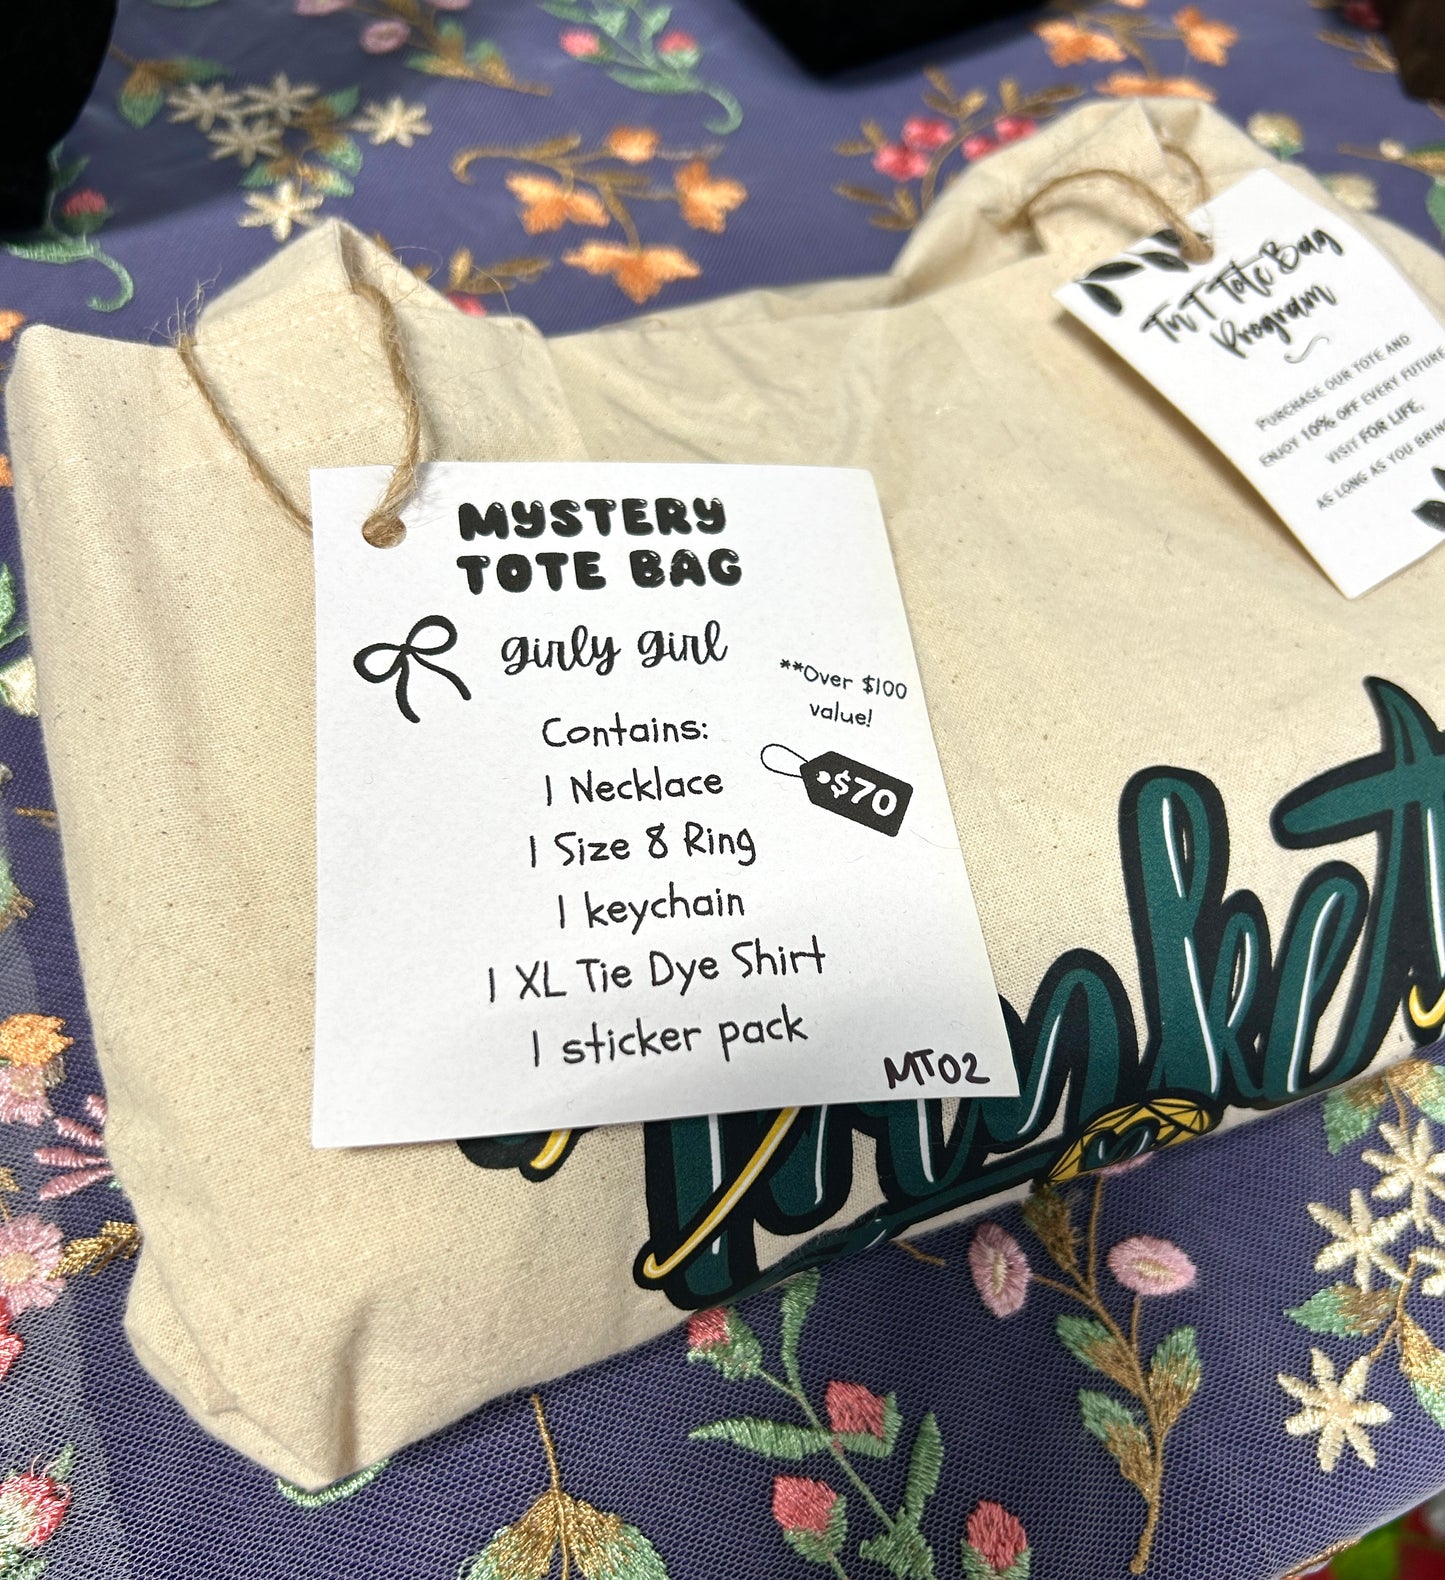 MYSTERY
TOTE BAG
girly girl
**Over $100
value!
$70
Contains:
1 Necklace
1 Size 8 Ring
1 keychain
1 XL Tie Dye Shirt
1 sticker pack
MT02
TnT Tote Bag
Program
PURCHASE OUR TOTE AND
ENJOY 10% OFF EVERY FUTURE
VISIT FOR LIFE,
AS LONG AS YOU BRING